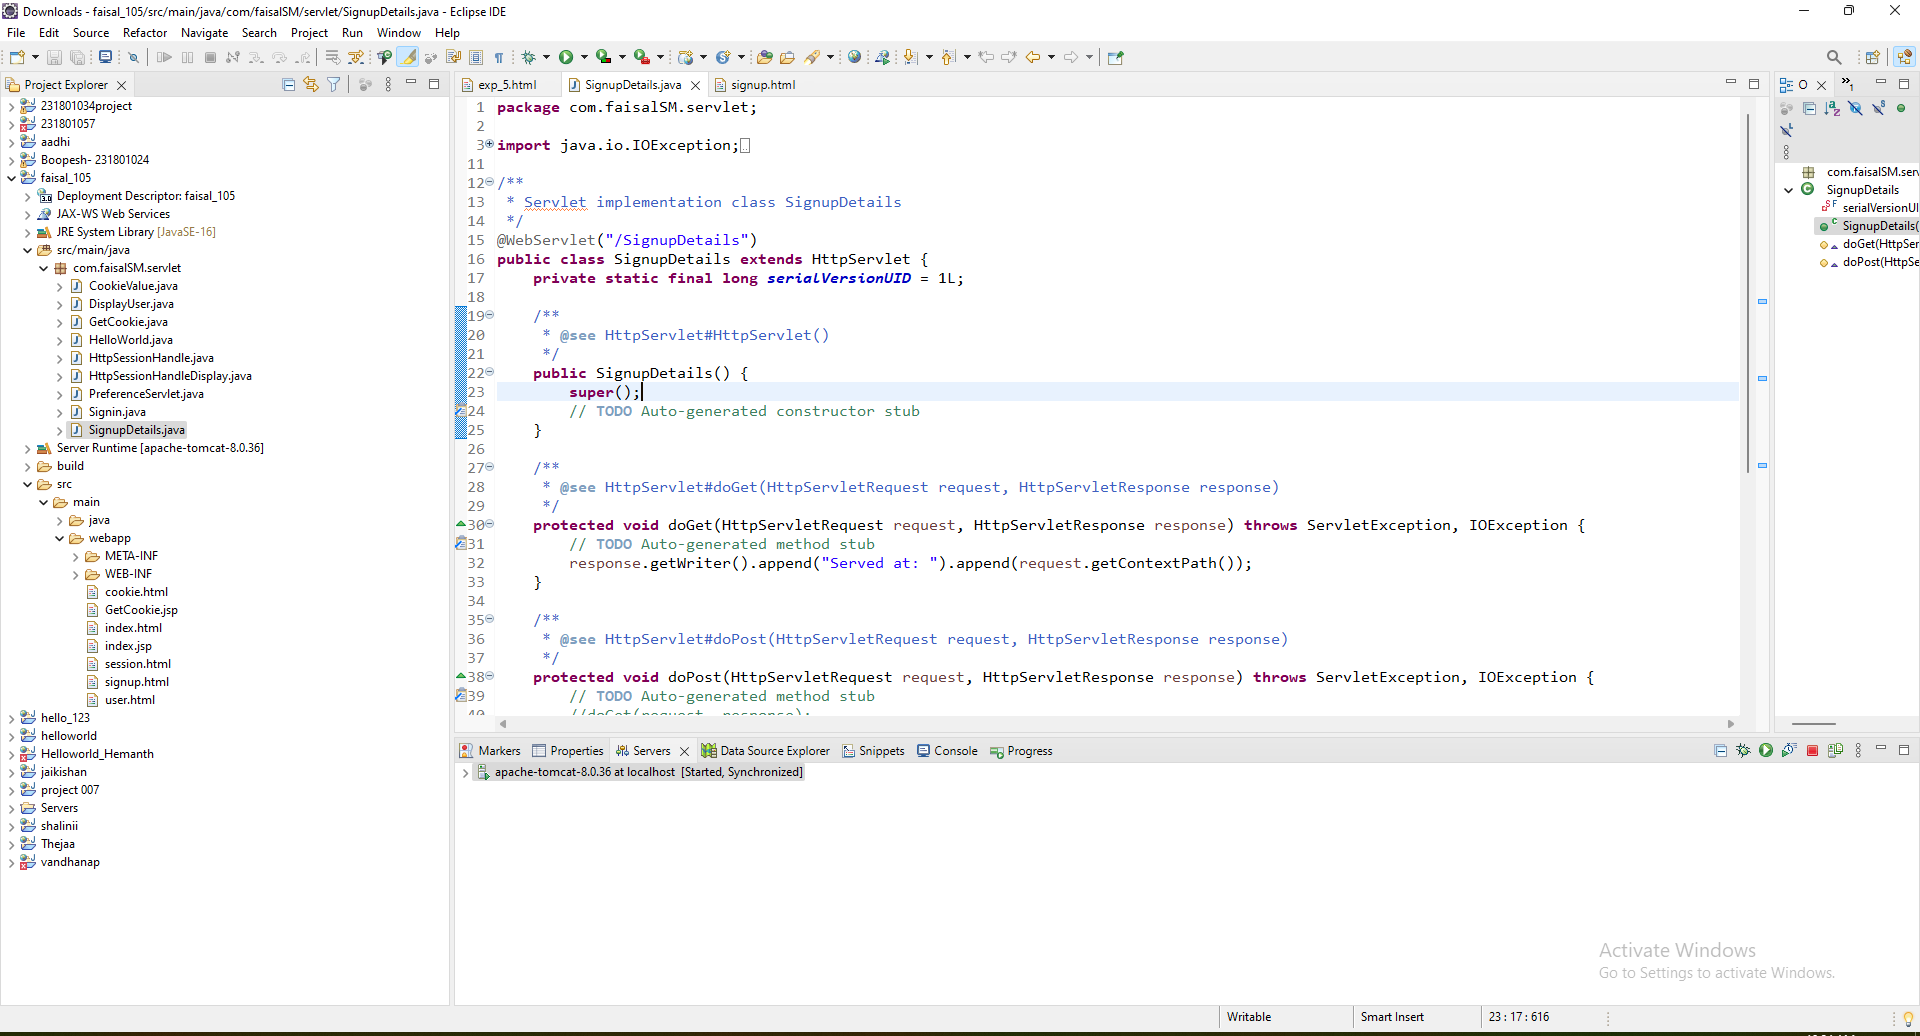 Downloads - faisal_105/src/main/java/com/faisalSM/servlet/SignupDetails.java - Eclipse IDE
File Edit Source Refactor Navigate Search Project Run Window Help
Project Explorer
231801034project
231801057
aadhi
Boopesh- 231801024
faisal_105
Deployment Descriptor: faisal_105
JAX-WS Web Services
JRE System Library [JavaSE-16]
src/main/java
com.faisalSM.servlet
CookieValue.java
DisplayUser.java
GetCookie.java
HelloWorld.java
HttpSessionHandle.java
HttpSessionHandleDisplay.java
PreferenceServlet.java
Signin.java
SignupDetails.java
Server Runtime [apache-tomcat-8.0.36]
build
src
main
java
webapp
META-INF
WEB-INF
cookie.html
GetCookie.jsp
index.html
index.jsp
session.html
signup.html
user.html
hello_123
helloworld
Helloworld_Hemanth
jaikishan
project 007
Servers
shalinii
Thejaa
vandhanap
exp_5.html SignupDetails.java signup.html
1 package com.faisalSM.servlet;
2
3 import java.io.IOException;
11
12 /**
13 * Servlet implementation class SignupDetails
14 */
15 @WebServlet("/SignupDetails")
16 public class SignupDetails extends HttpServlet {
17 private static final long serialVersionUID = 1L;
18
19 /**
20 * @see HttpServlet#HttpServlet()
21 */
22 public SignupDetails() {
23 super();
24 // TODO Auto-generated constructor stub
25 }
26
27 /**
28 * @see HttpServlet#doGet(HttpServletRequest request, HttpServletResponse response)
29 */
30 protected void doGet(HttpServletRequest request, HttpServletResponse response) throws ServletException, IOException {
31 // TODO Auto-generated method stub
32 response.getWriter().append("Served at: ").append(request.getContextPath());
33 }
34
35 /**
36 * @see HttpServlet#doPost(HttpServletRequest request, HttpServletResponse response)
37 */
38 protected void doPost(HttpServletRequest request, HttpServletResponse response) throws ServletException, IOException {
39 // TODO Auto-generated method stub
40 //doGet(request, response);
O
1
com.faisalSM.serv
SignupDetails
serialVersionUI
SignupDetails(
doGet(HttpSer
doPost(HttpSe
Markers Properties Servers Data Source Explorer Snippets Console Progress
apache-tomcat-8.0.36 at localhost [Started, Synchronized]
Activate Windows
Go to Settings to activate Windows.
Writable Smart Insert 23 : 17 : 616